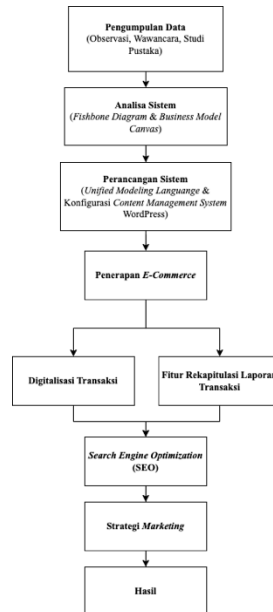 Pengumpulan Data
(Observasi, Wawancara, Studi
Pustaka)
Analisa Sistem
(Fishbone Diagram & Business Model
Canvas)
Perancangan Sistem
(Unified Modeling Languange &
Konfigurasi Content Management System
WordPress)
Penerapan E-Commerce
Digitalisasi Transaksi
Fitur Rekapitulasi Laporan
Transaksi
Search Engine Optimization
(SEO)
Strategi Marketing
Hasil